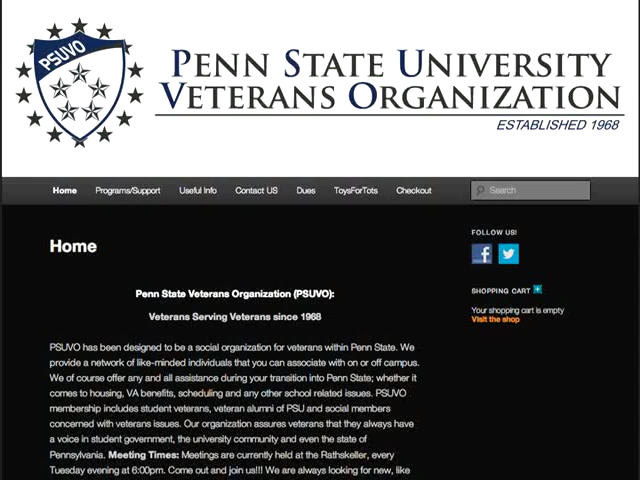 PSUVO
PENN STATE UNIVERSITY
VETERANS ORGANIZATION
ESTABLISHED 1968
Home Programs/Support Useful Info Contact US Dues ToysForTots Checkout Search
Home
FOLLOW US!
SHOPPING CART +
Your shopping cart is empty
Visit the shop
Penn State Veterans Organization (PSUVO):
Veterans Serving Veterans since 1968
PSUVO has been designed to be a social organization for veterans within Penn State. We
provide a network of like-minded individuals that you can associate with on or off campus.
We of course offer any and all assistance during your transition into Penn State; whether it
comes to housing, VA benefits, scheduling and any other school related issues. PSUVO
membership includes student veterans, veteran alumni of PSU and social members
concerned with veterans issues. Our organization assures veterans that they always have
a voice in student government, the university community and even the state of
Pennsylvania. Meeting Times: Meetings are currently held at the Rathskeller, every
Tuesday evening at 6:00pm. Come out and join us!!! We are always looking for new, like